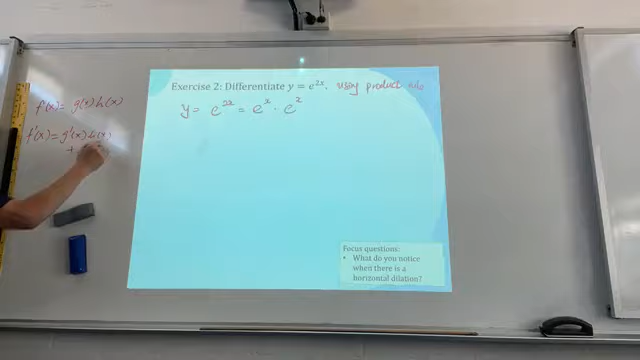 Exercise 2: Differentiate y = e^{2x}. using product rule
y = e^{2x} = e^x · e^x
f(x) = g(x) h(x)
f'(x) = g'(x) h(x)
+
Focus questions:
• What do you notice
when there is a
horizontal dilation?